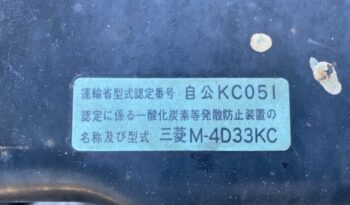 運輸省型式認定番号 自公KC051
認定に係る一酸化炭素等発散防止装置の
名称及び型式 三菱M-4D33KC